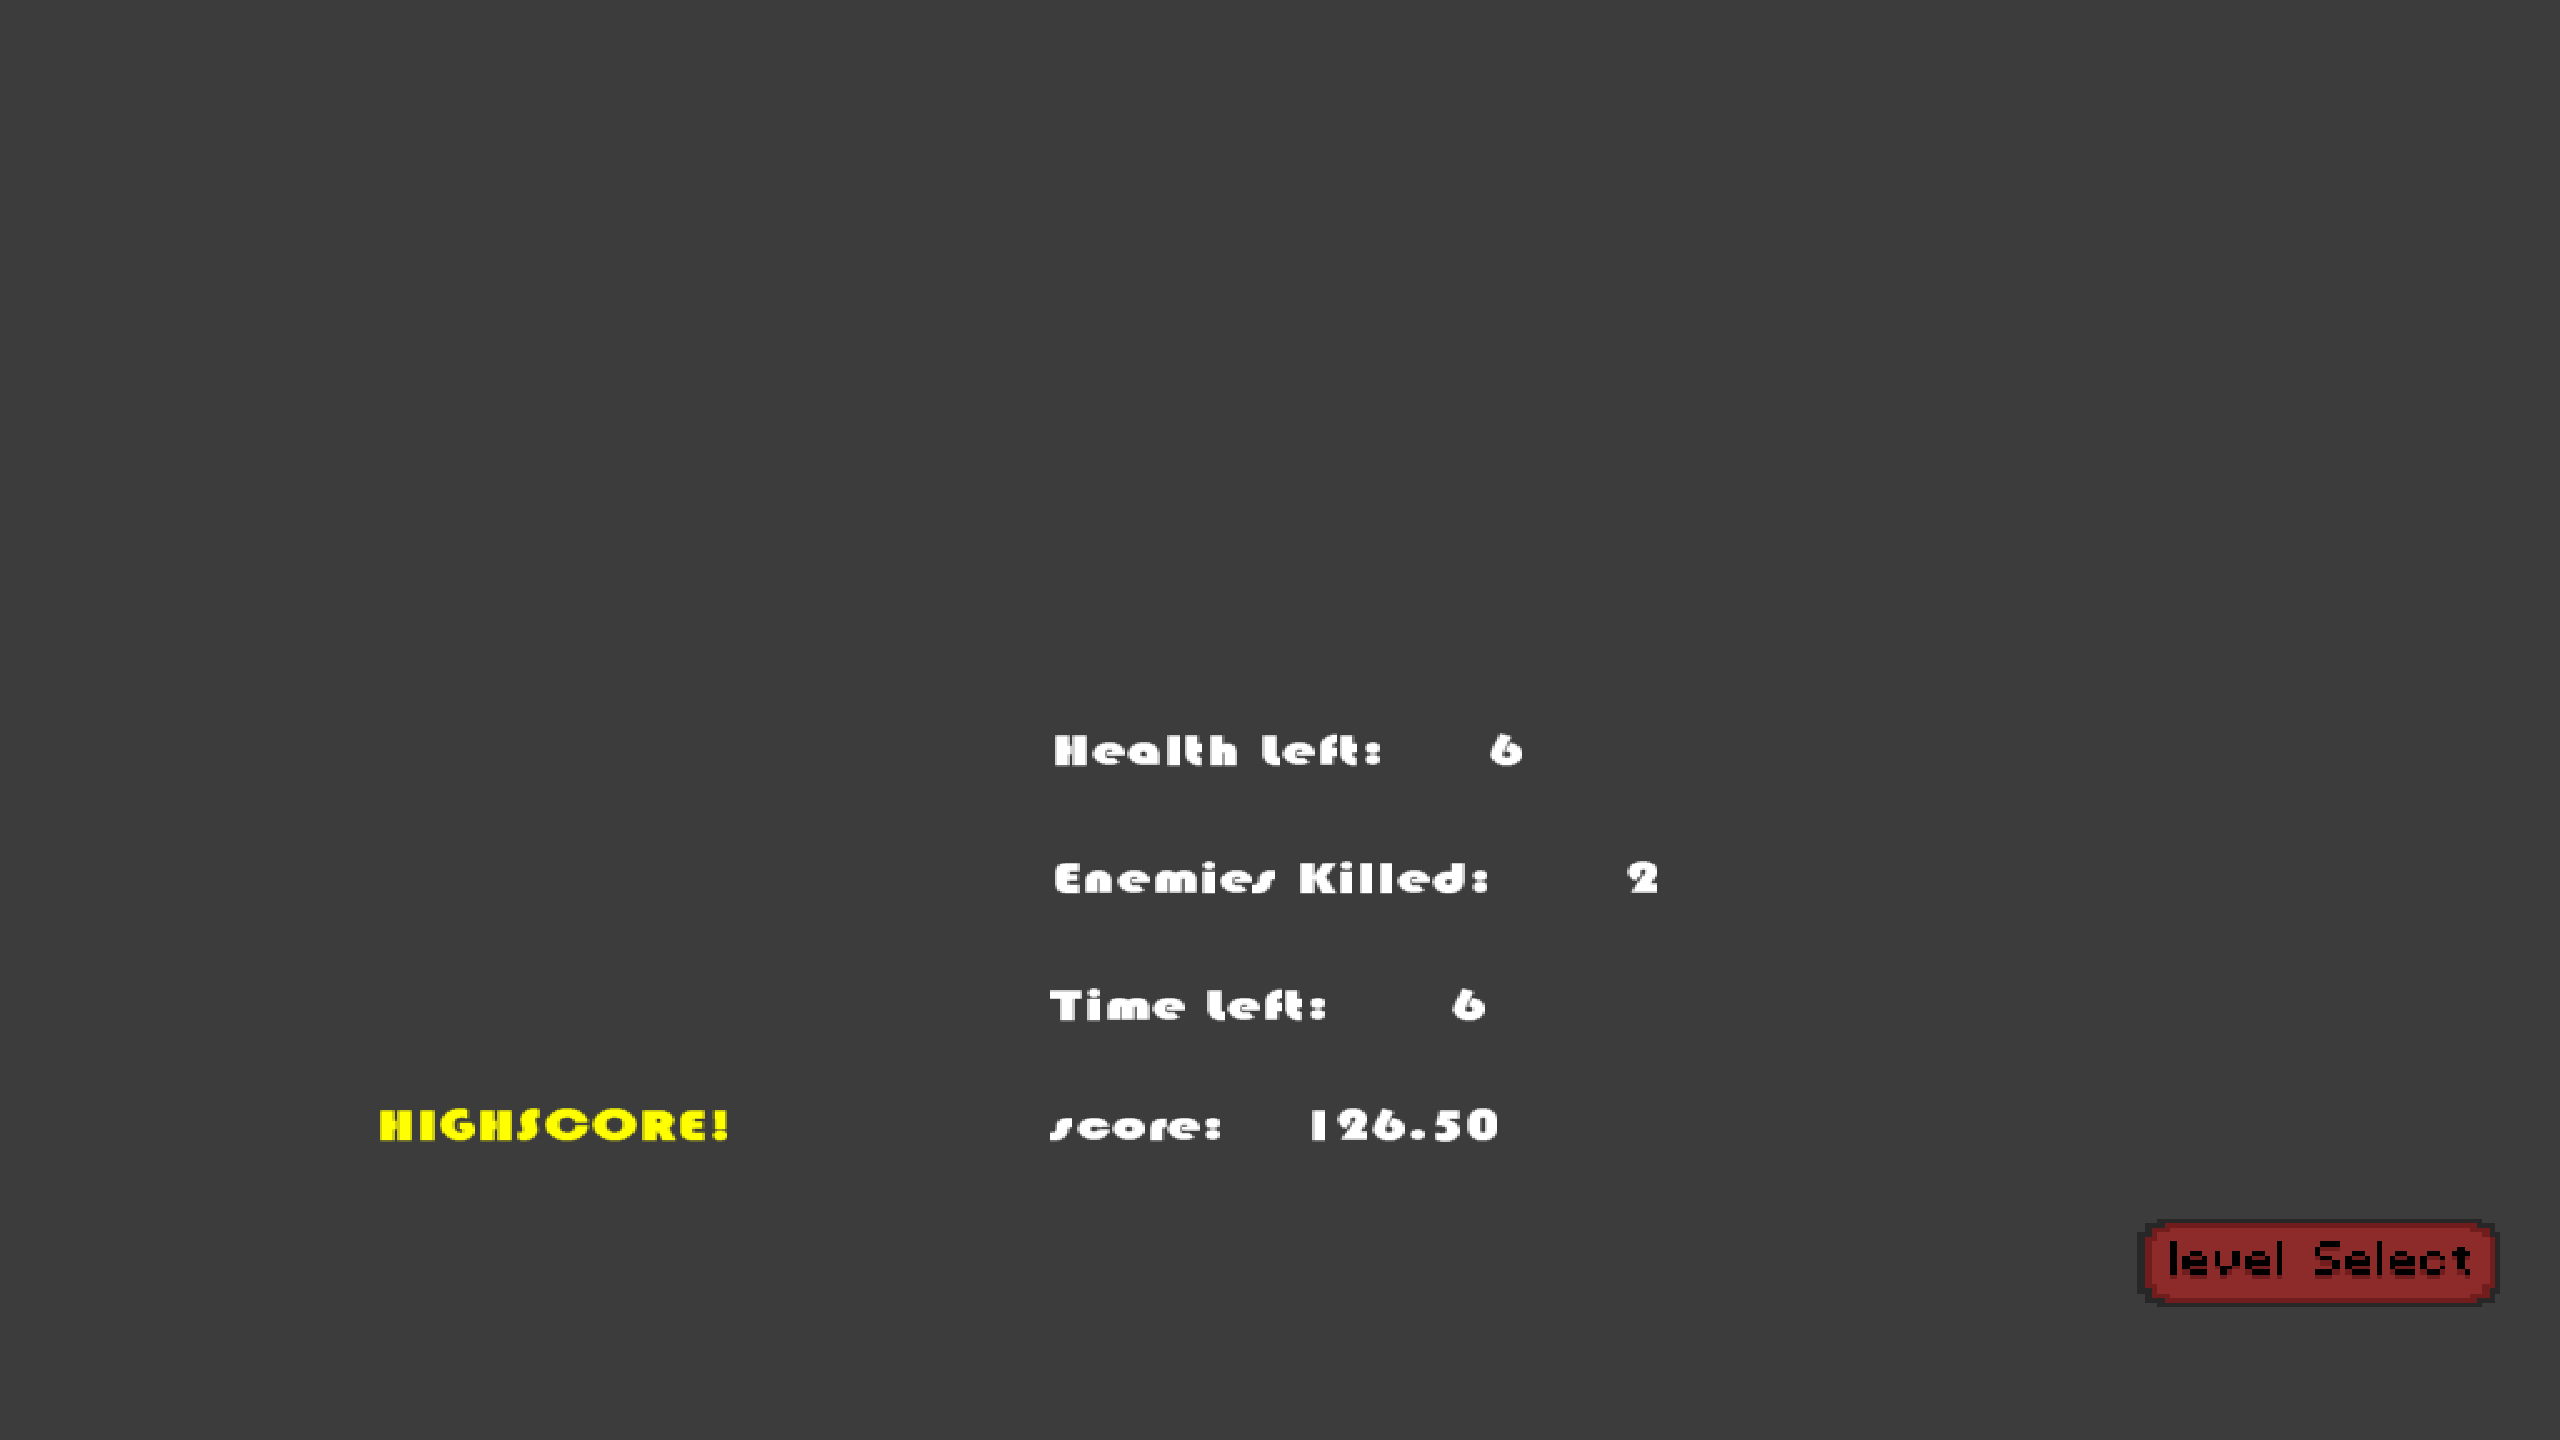 Health Left: 6
Enemies Killed: 2
Time Left: 6
HIGHSCORE! score: 126.50
level Select